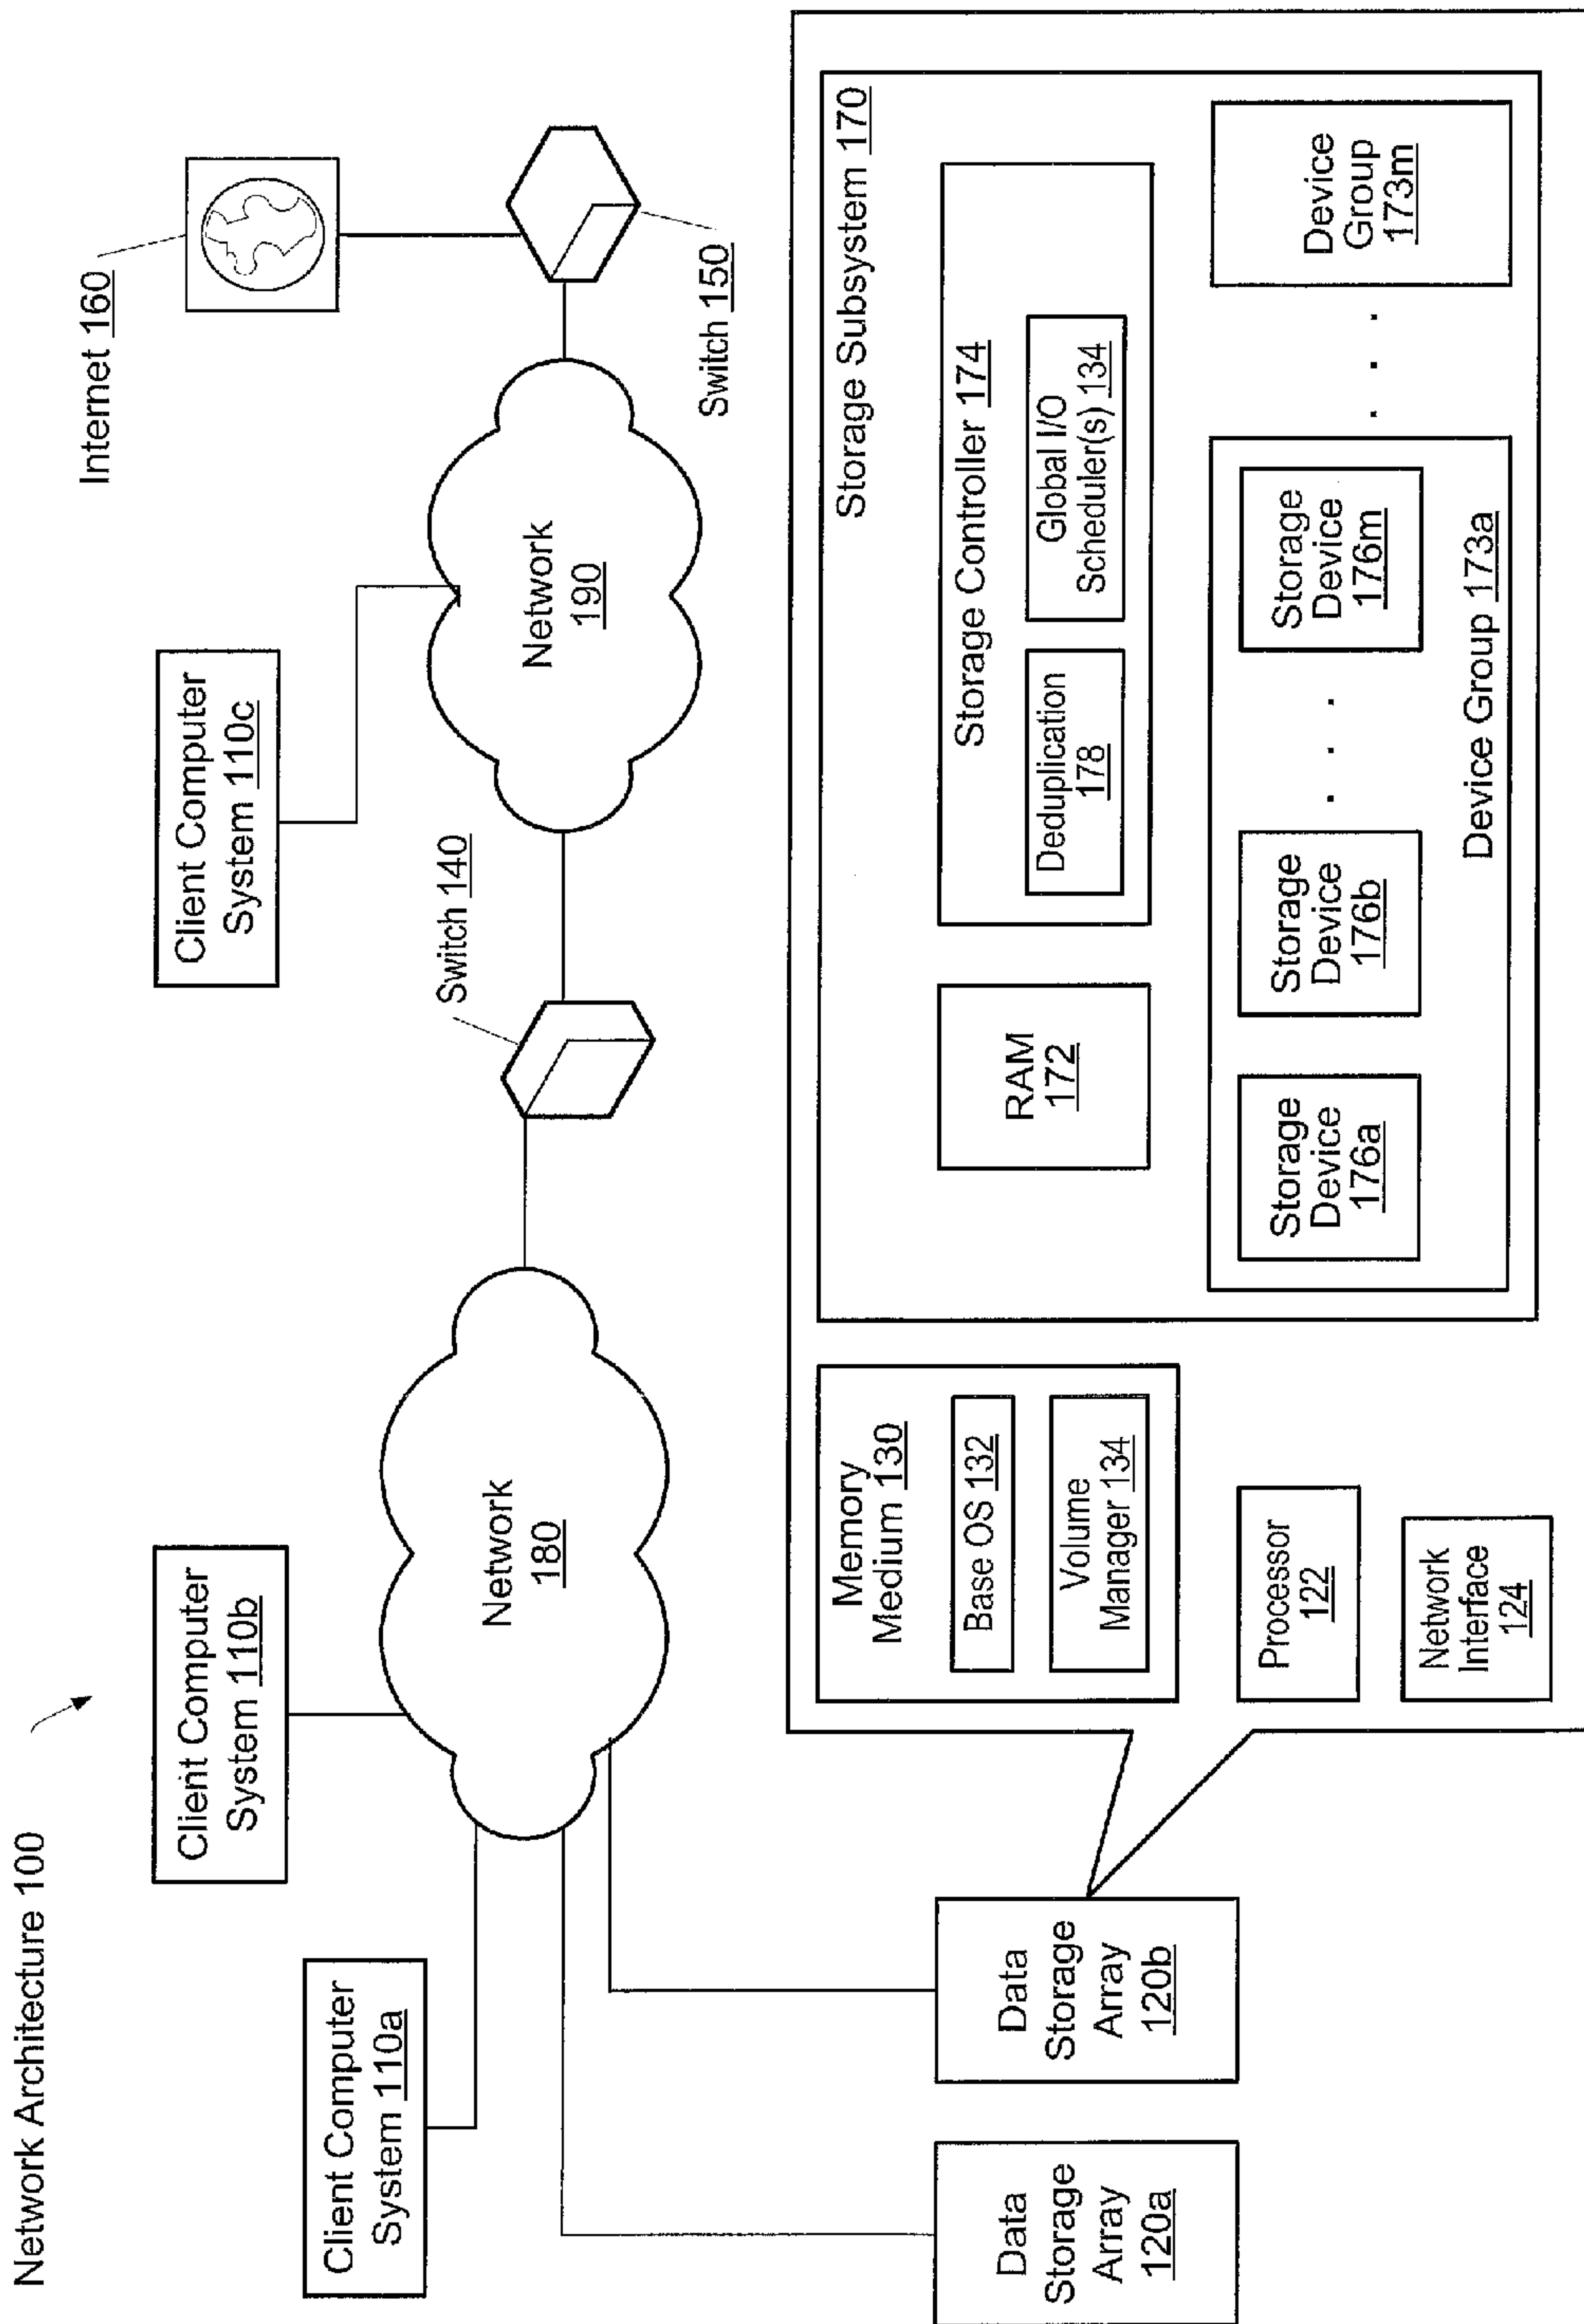 Network Architecture 100
Internet 160
Client Computer
System 110a
Client Computer
System 110b
Client Computer
System 110c
Switch 140
Network
180
Network
190
Switch 150
Data
Storage
Array
120a
Data
Storage
Array
120b
Memory
Medium 130
Base OS 132
Volume
Manager 134
Processor
122
Network
Interface
124
Storage Subsystem 170
RAM
172
Storage Controller 174
Deduplication
178
Global I/O
Scheduler(s) 134
Storage
Device
176a
Storage
Device
176b
. . .
Storage
Device
176m
Device Group 173a
. . .
Device
Group
173m